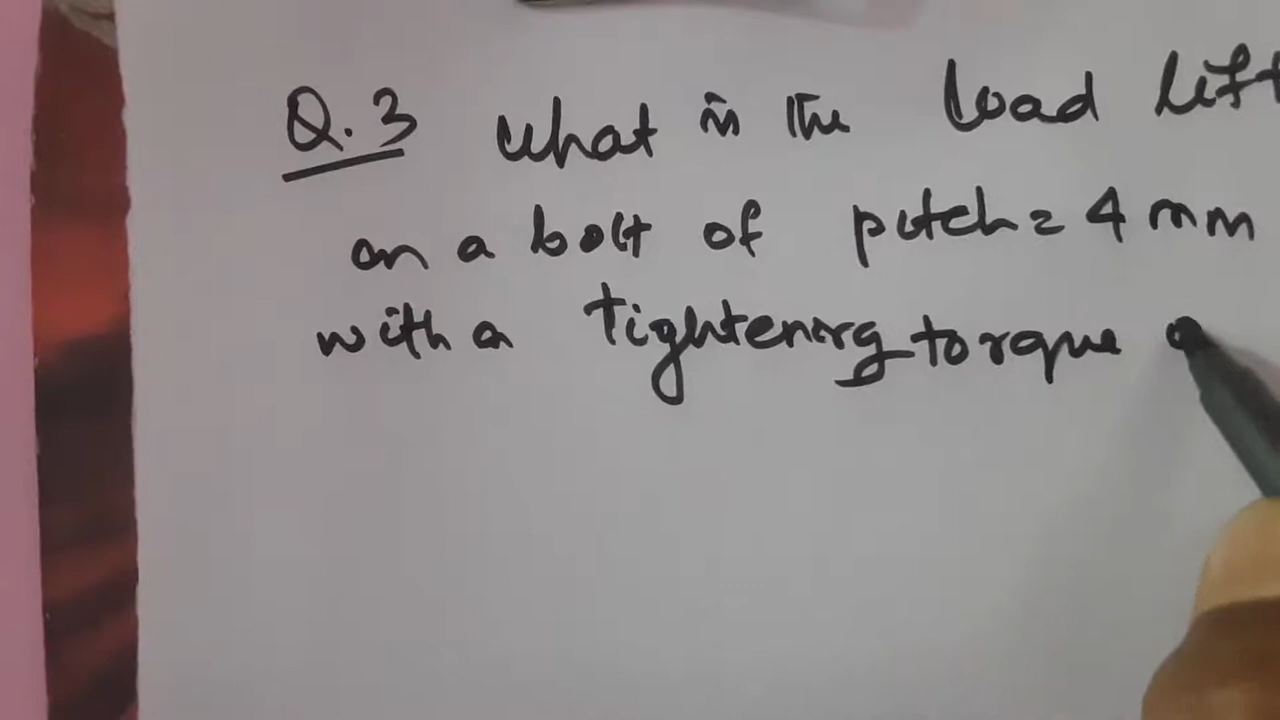 Q.3 What is the load lift
on a bolt of pitch = 4 mm
with a tightening torque